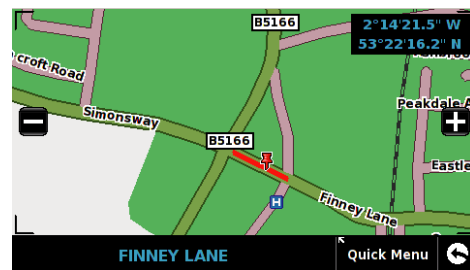 B5166
2°14'21.5" W
53°22'16.2" N
croft Road
Peakdale A
Simonsway
B5166
Eastle
H
Finney Lane
FINNEY LANE
Quick Menu